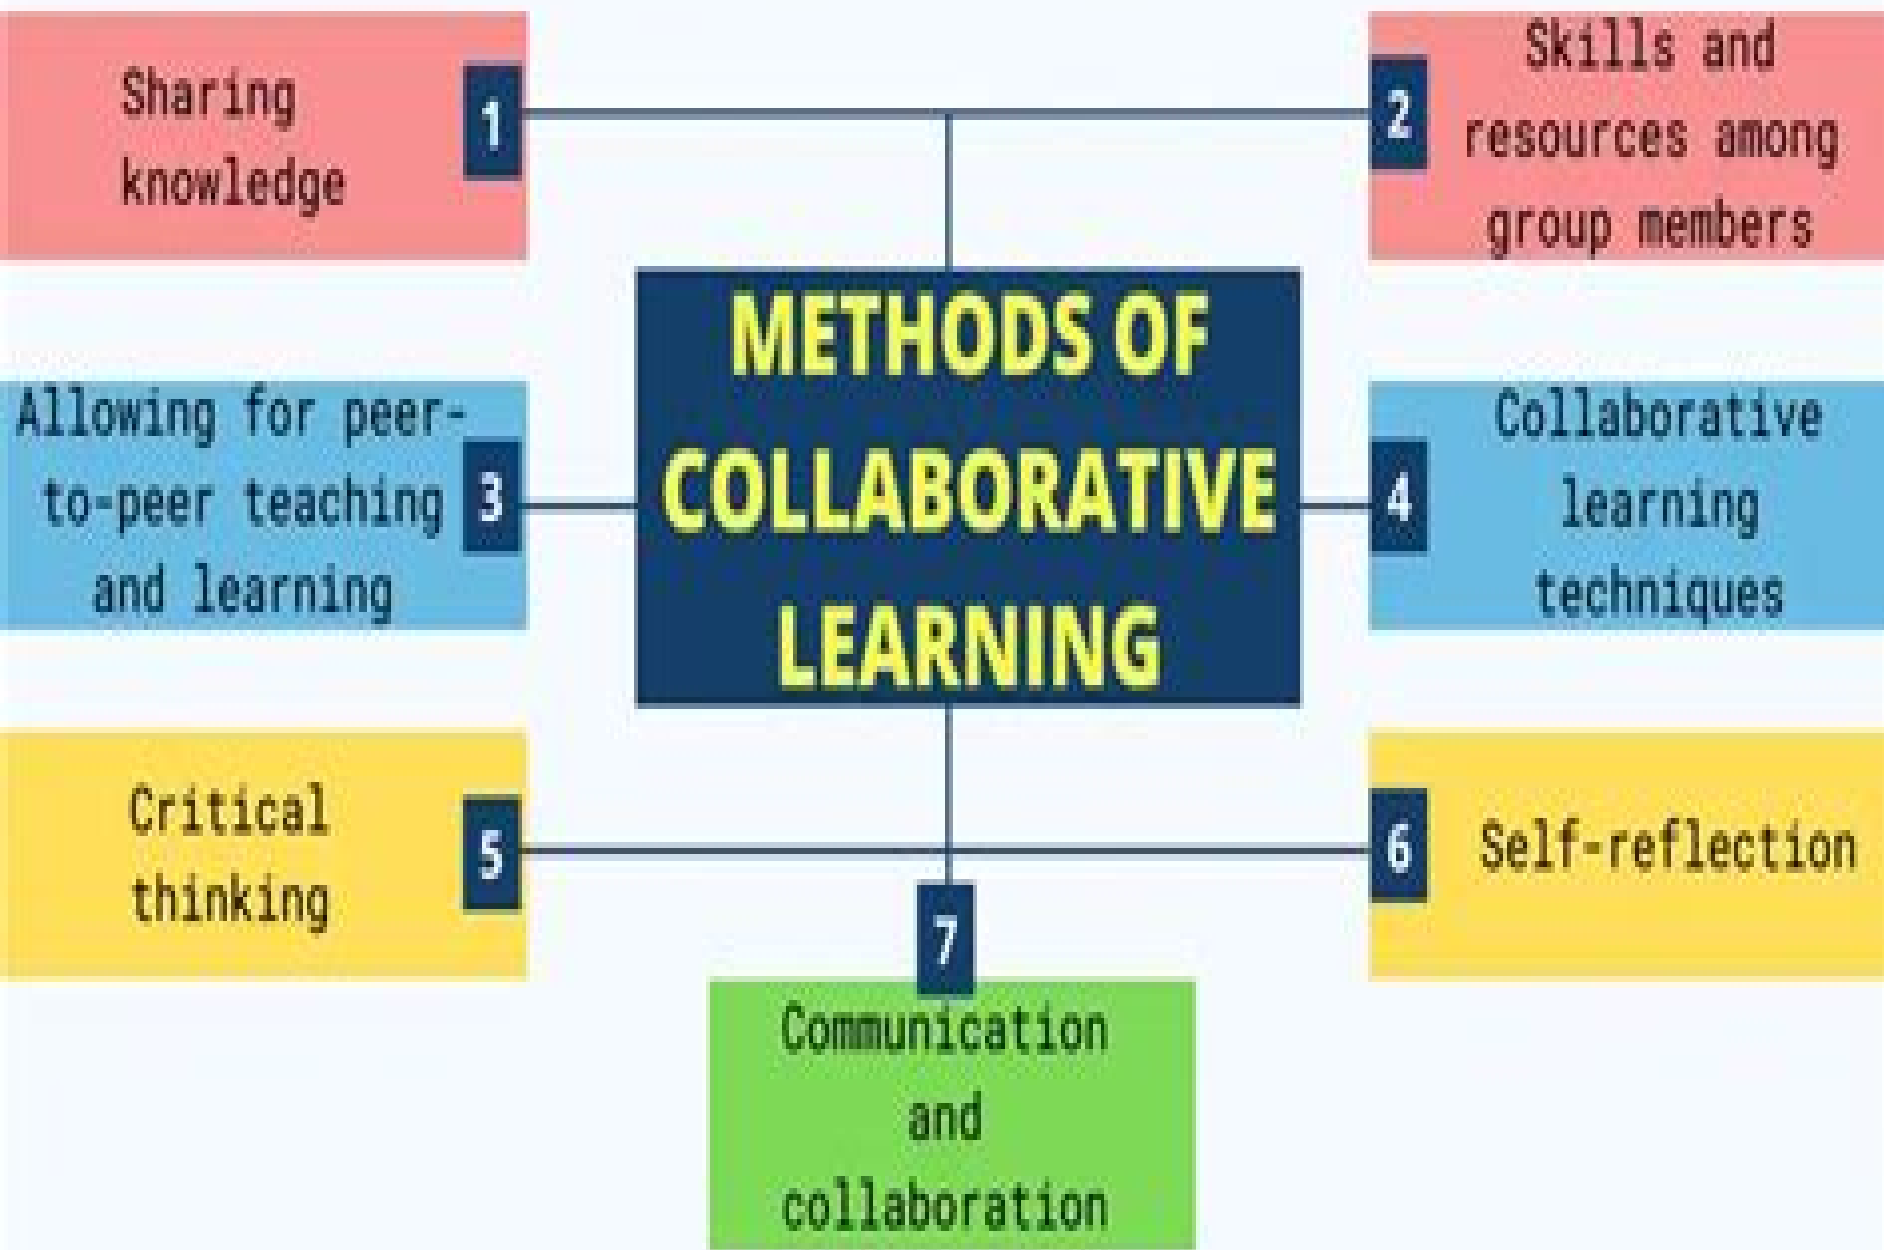 Sharing
knowledge
1
2
Skills and
resources among
group members
METHODS OF
COLLABORATIVE
LEARNING
Allowing for peer-
to-peer teaching
and learning
3
4
Collaborative
learning
techniques
Critical
thinking
5
6
Self-reflection
7
Communication
and
collaboration